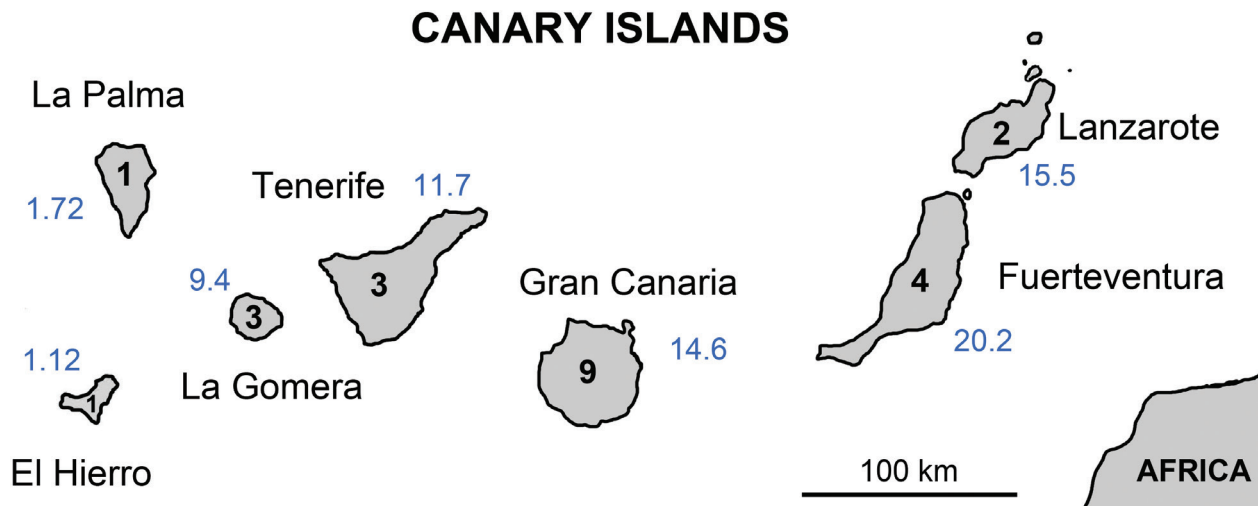 CANARY ISLANDS
La Palma
1
1.72
Tenerife
11.7
3
9.4
3
La Gomera
1.12
1
El Hierro
Gran Canaria
14.6
9
2
Lanzarote
15.5
4
Fuerteventura
20.2
100 km
AFRICA